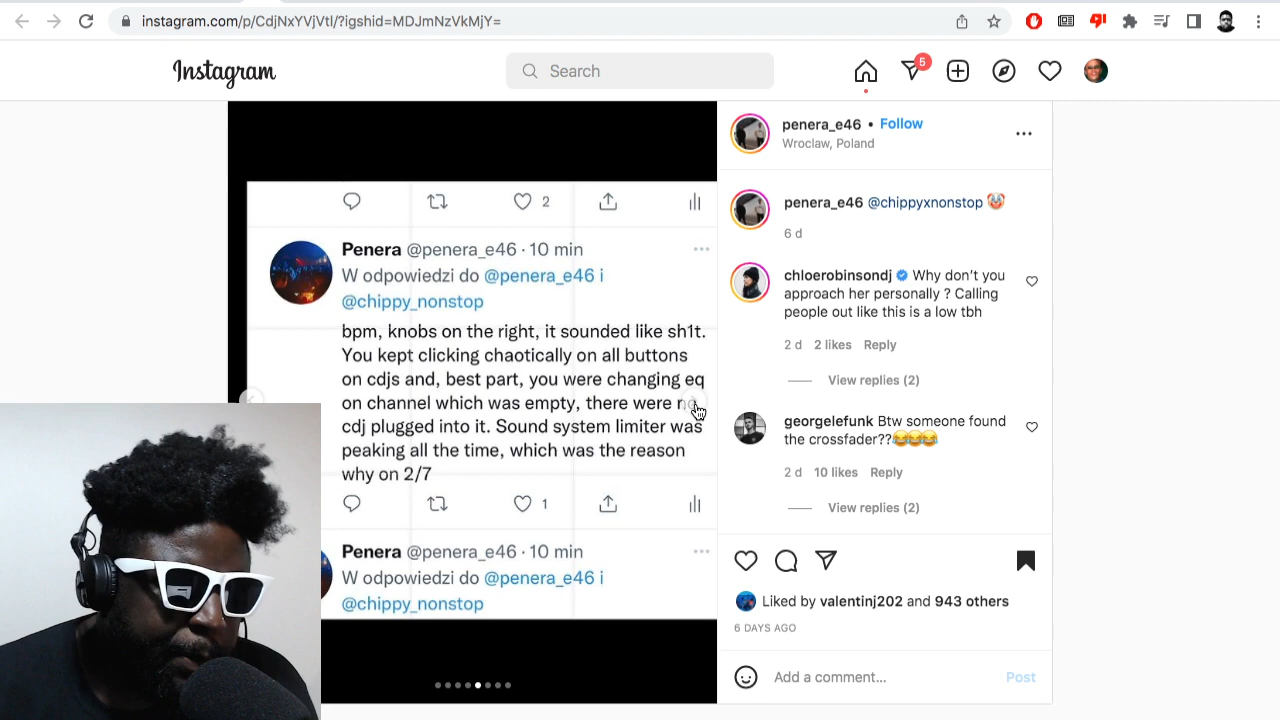 instagram.com/p/CdjNxYVjVtI/?igshid=MDJmNzVkMjY=
Instagram
Search
5
penera_e46 • Follow
Wroclaw, Poland
2
Penera @penera_e46 · 10 min
W odpowiedzi do @penera_e46 i
@chippy_nonstop
bpm, knobs on the right, it sounded like sh1t.
You kept clicking chaotically on all buttons
on cdjs and, best part, you were changing eq
on channel which was empty, there were no
cdj plugged into it. Sound system limiter was
peaking all the time, which was the reason
why on 2/7
1
Penera @penera_e46 · 10 min
W odpowiedzi do @penera_e46 i
@chippy_nonstop
penera_e46 @chippyxnonstop 🤡
6 d
chloerobinsondj Why don't you
approach her personally ? Calling
people out like this is a low tbh
2 d 2 likes Reply
View replies (2)
georgelefunk Btw someone found
the crossfader??😂😂😂
2 d 10 likes Reply
View replies (2)
Liked by valentinj202 and 943 others
6 DAYS AGO
Add a comment...
Post